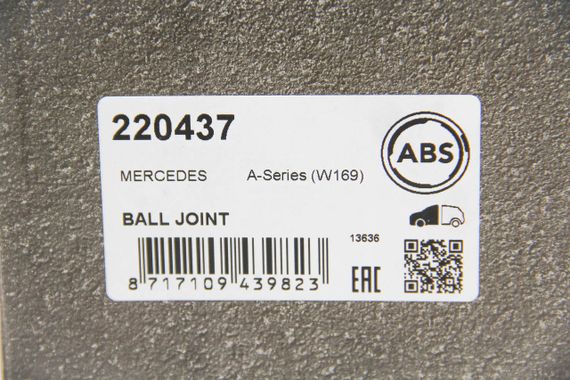 220437
ABS
MERCEDES A-Series (W169)
BALL JOINT
13636
8 717109 439823
EAC